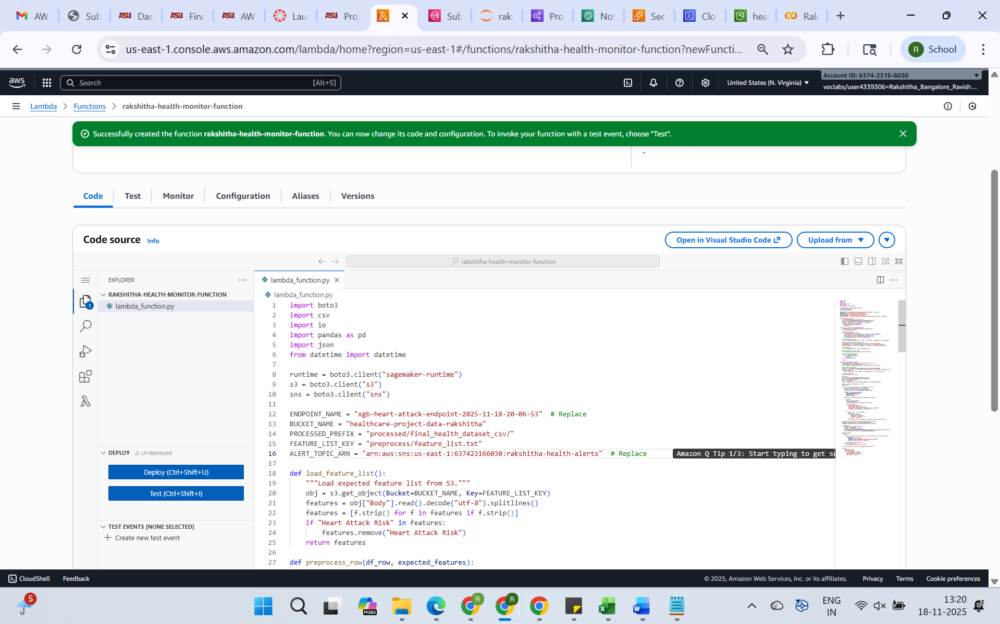 AW
Sub
ASU Das
ASU Fina
ASU AW
Lau
ASU Proj
Sub
raks
Pro
Not
Sec
Clo
hea
Rak
us-east-1.console.aws.amazon.com/lambda/home?region=us-east-1#/functions/rakshitha-health-monitor-function?newFuncti...
R School
aws
Search [Alt+S]
United States (N. Virginia)
Account ID: 6374-2316-6030
voclabs/user4339306=Rakshitha_Bangalore_Ravish...
Lambda > Functions > rakshitha-health-monitor-function
Successfully created the function rakshitha-health-monitor-function. You can now change its code and configuration. To invoke your function with a test event, choose "Test".
-
Code Test Monitor Configuration Aliases Versions
Code source Info
Open in Visual Studio Code
Upload from
rakshitha-health-monitor-function
EXPLORER
RAKSHITHA-HEALTH-MONITOR-FUNCTION
lambda_function.py
1
DEPLOY Undeployed
Deploy (Ctrl+Shift+U)
Test (Ctrl+Shift+I)
TEST EVENTS [NONE SELECTED]
Create new test event
lambda_function.py
lambda_function.py
1 import boto3
2 import csv
3 import io
4 import pandas as pd
5 import json
6 from datetime import datetime
7
8 runtime = boto3.client("sagemaker-runtime")
9 s3 = boto3.client("s3")
10 sns = boto3.client("sns")
11
12 ENDPOINT_NAME = "xgb-heart-attack-endpoint-2025-11-18-20-06-53"  # Replace
13 BUCKET_NAME = "healthcare-project-data-rakshitha"
14 PROCESSED_PREFIX = "processed/final_health_dataset_csv/"
15 FEATURE_LIST_KEY = "preprocess/feature_list.txt"
16 ALERT_TOPIC_ARN = "arn:aws:sns:us-east-1:637423166030:rakshitha-health-alerts"  # Replace
Amazon Q Tip 1/3: Start typing to get su
17
18 def load_feature_list():
19     """Load expected feature list from S3."""
20     obj = s3.get_object(Bucket=BUCKET_NAME, Key=FEATURE_LIST_KEY)
21     features = obj["Body"].read().decode("utf-8").splitlines()
22     features = [f.strip() for f in features if f.strip()]
23     if "Heart Attack Risk" in features:
24         features.remove("Heart Attack Risk")
25     return features
26
27 def preprocess_row(df_row, expected_features):
CloudShell Feedback
© 2025, Amazon Web Services, Inc. or its affiliates. Privacy Terms Cookie preferences
5
M365
R
R
ENG
IN
13:20
18-11-2025